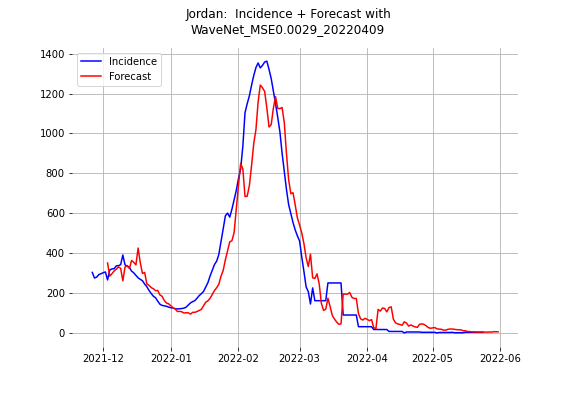 Jordan:  Incidence + Forecast with
WaveNet_MSE0.0029_20220409
Incidence
Forecast
1400
1200
1000
800
600
400
200
0
2021-12 2022-01 2022-02 2022-03 2022-04 2022-05 2022-06